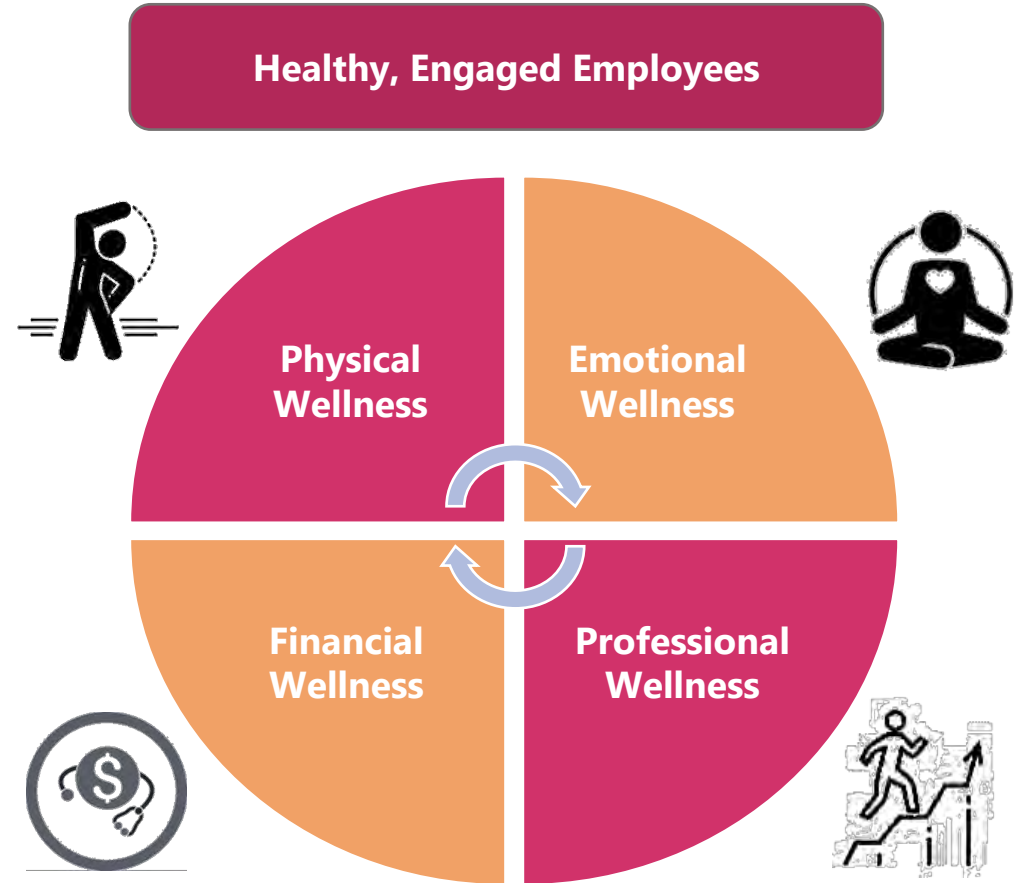 Healthy, Engaged Employees
Physical
Wellness
Emotional
Wellness
Financial
Wellness
Professional
Wellness
$